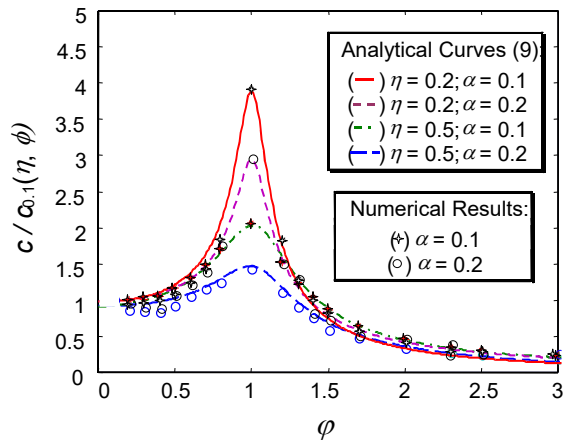 5
4.5
4
3.5
3
2.5
2
1.5
1
0.5
0
c / c0.1(η, ϕ)
Analytical Curves (9):
( ) η = 0.2; α = 0.1
( ) η = 0.2; α = 0.2
( ) η = 0.5; α = 0.1
( ) η = 0.5; α = 0.2
Numerical Results:
( ) α = 0.1
( ) α = 0.2
0 0.5 1 1.5 2 2.5 3
φ